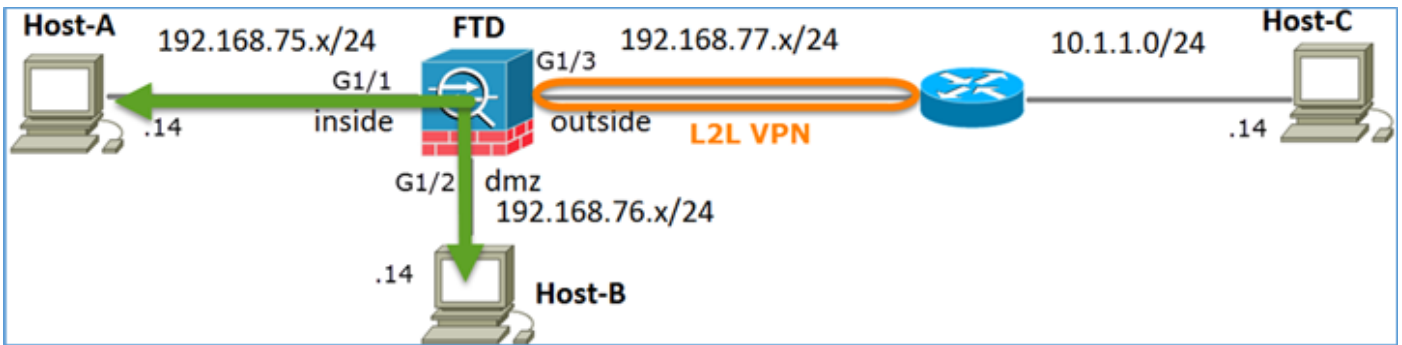 Host-A
192.168.75.x/24
FTD
192.168.77.x/24
10.1.1.0/24
Host-C
G1/1
G1/3
.14
inside
outside
L2L VPN
.14
G1/2
dmz
192.168.76.x/24
.14
Host-B